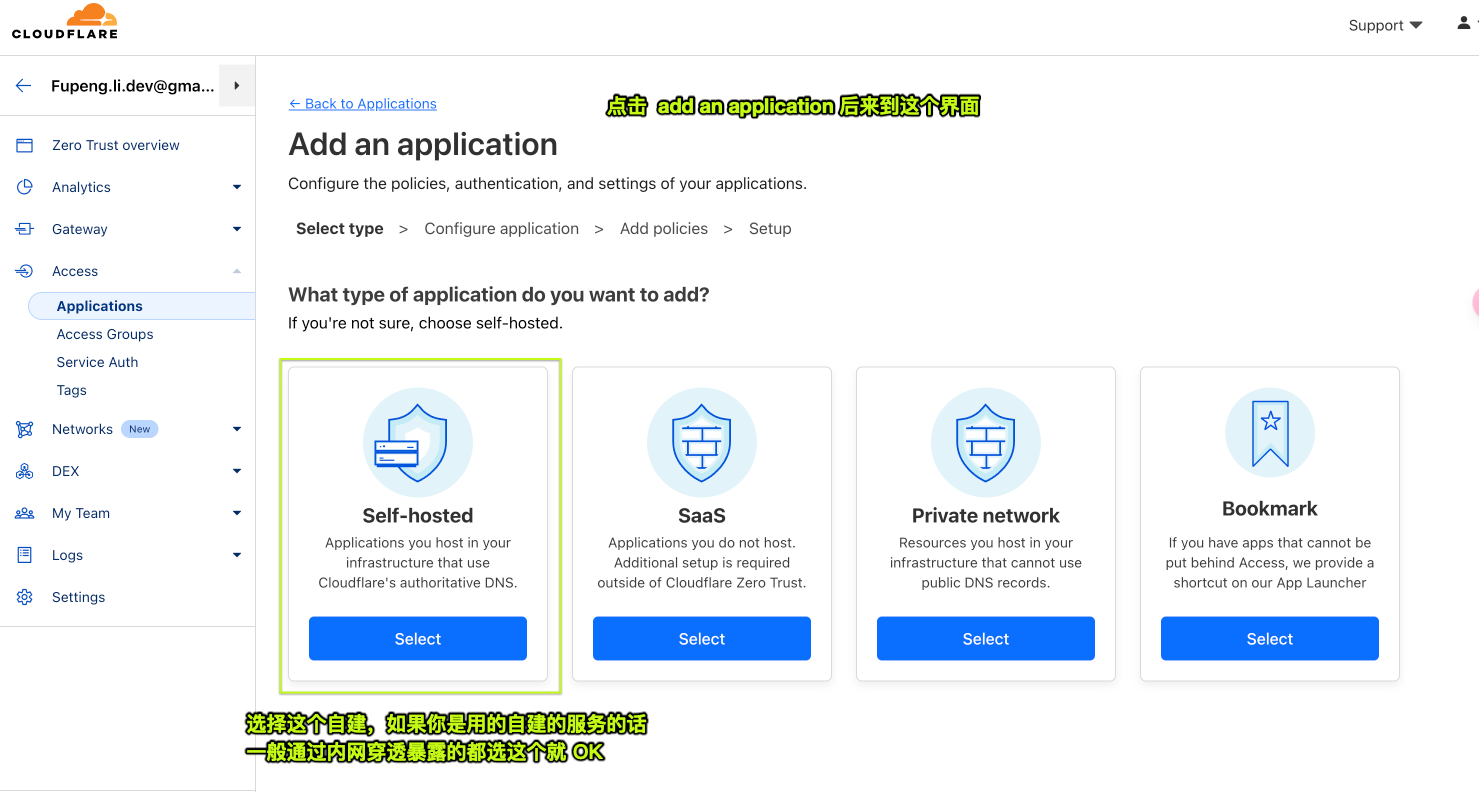 CLOUDFLARE
Support
Fupeng.li.dev@gma...
Zero Trust overview
Analytics
Gateway
Access
Applications
Access Groups
Service Auth
Tags
Networks New
DEX
My Team
Logs
Settings
← Back to Applications
点击 add an application 后来到这个界面
Add an application
Configure the policies, authentication, and settings of your applications.
Select type > Configure application > Add policies > Setup
What type of application do you want to add?
If you're not sure, choose self-hosted.
Self-hosted
Applications you host in your
infrastructure that use
Cloudflare's authoritative DNS.
Select
SaaS
Applications you do not host.
Additional setup is required
outside of Cloudflare Zero Trust.
Select
Private network
Resources you host in your
infrastructure that cannot use
public DNS records.
Select
Bookmark
If you have apps that cannot be
put behind Access, we provide a
shortcut on our App Launcher
Select
选择这个自建，如果你是用的自建的服务的话
一般通过内网穿透暴露的都选这个就 OK